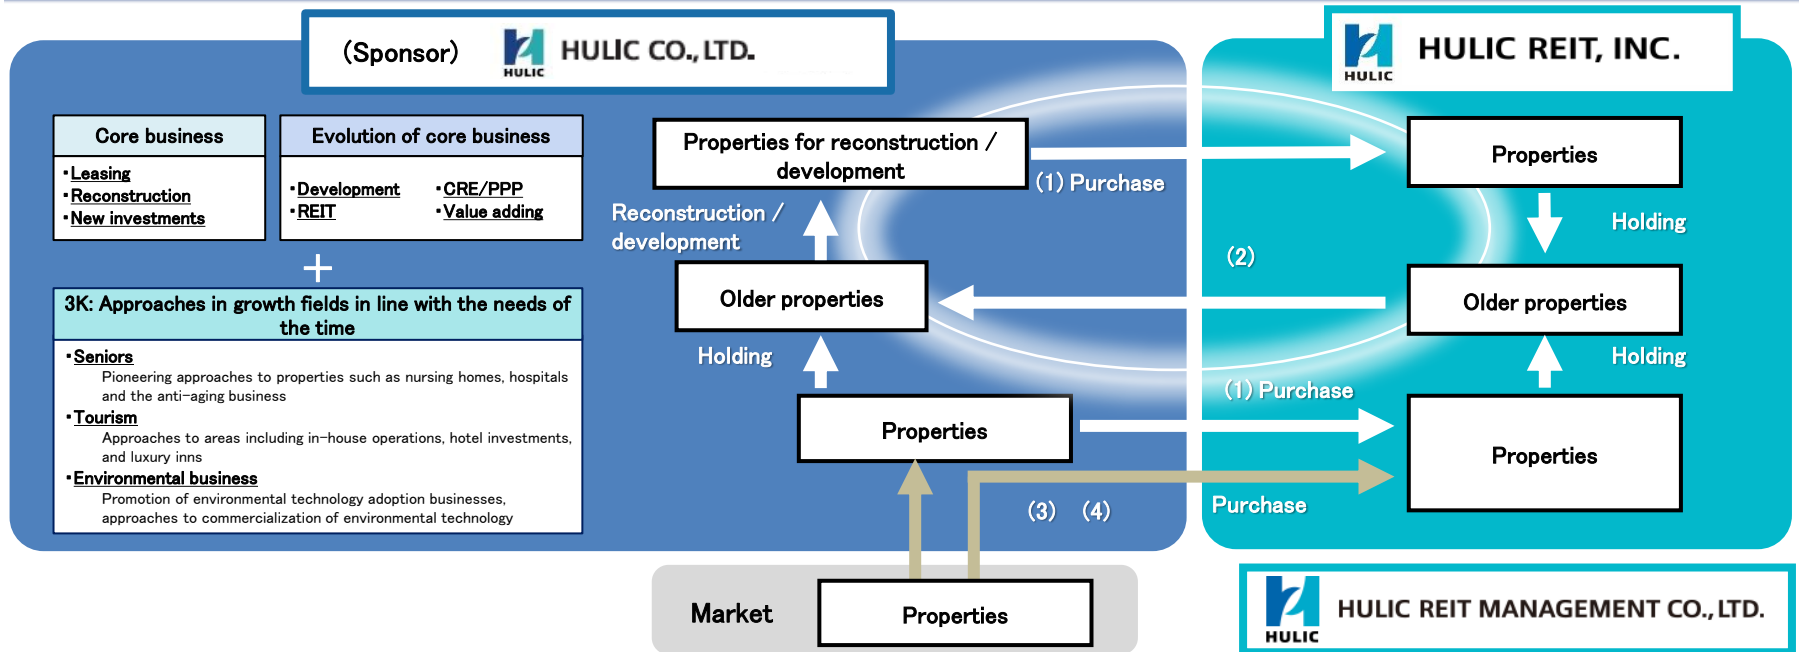 (Sponsor) HULIC HULIC CO., LTD.
HULIC HULIC REIT, INC.
Core business
・Leasing
・Reconstruction
・New investments
Evolution of core business
・Development ・CRE/PPP
・REIT ・Value adding
+
3K: Approaches in growth fields in line with the needs of
the time
・Seniors
Pioneering approaches to properties such as nursing homes, hospitals
and the anti-aging business
・Tourism
Approaches to areas including in-house operations, hotel investments,
and luxury inns
・Environmental business
Promotion of environmental technology adoption businesses,
approaches to commercialization of environmental technology
Properties for reconstruction /
development
(1) Purchase
Properties
Reconstruction /
development
Holding
(2)
Older properties
Older properties
Holding
Holding
(1) Purchase
Properties
Properties
(3) (4)
Purchase
Market
Properties
HULIC HULIC REIT MANAGEMENT CO., LTD.